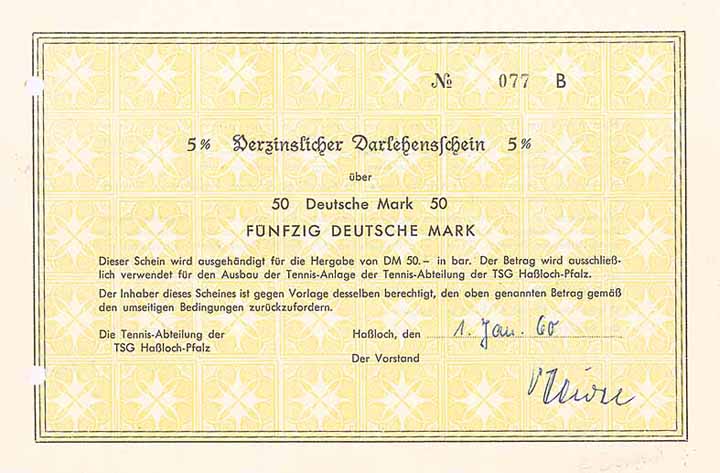 № 077 B
5% Verzinslicher Darlehensschein 5%
über
50 Deutsche Mark 50
FÜNFZIG DEUTSCHE MARK
Dieser Schein wird ausgehändigt für die Hergabe von DM 50.– in bar. Der Betrag wird ausschließ-
lich verwendet für den Ausbau der Tennis-Anlage der Tennis-Abteilung der TSG Haßloch-Pfalz.
Der Inhaber dieses Scheines ist gegen Vorlage desselben berechtigt, den oben genannten Betrag gemäß
den umseitigen Bedingungen zurückzufordern.
Die Tennis-Abteilung der
TSG Haßloch-Pfalz
Haßloch, den 1. Jan. 60
Der Vorstand